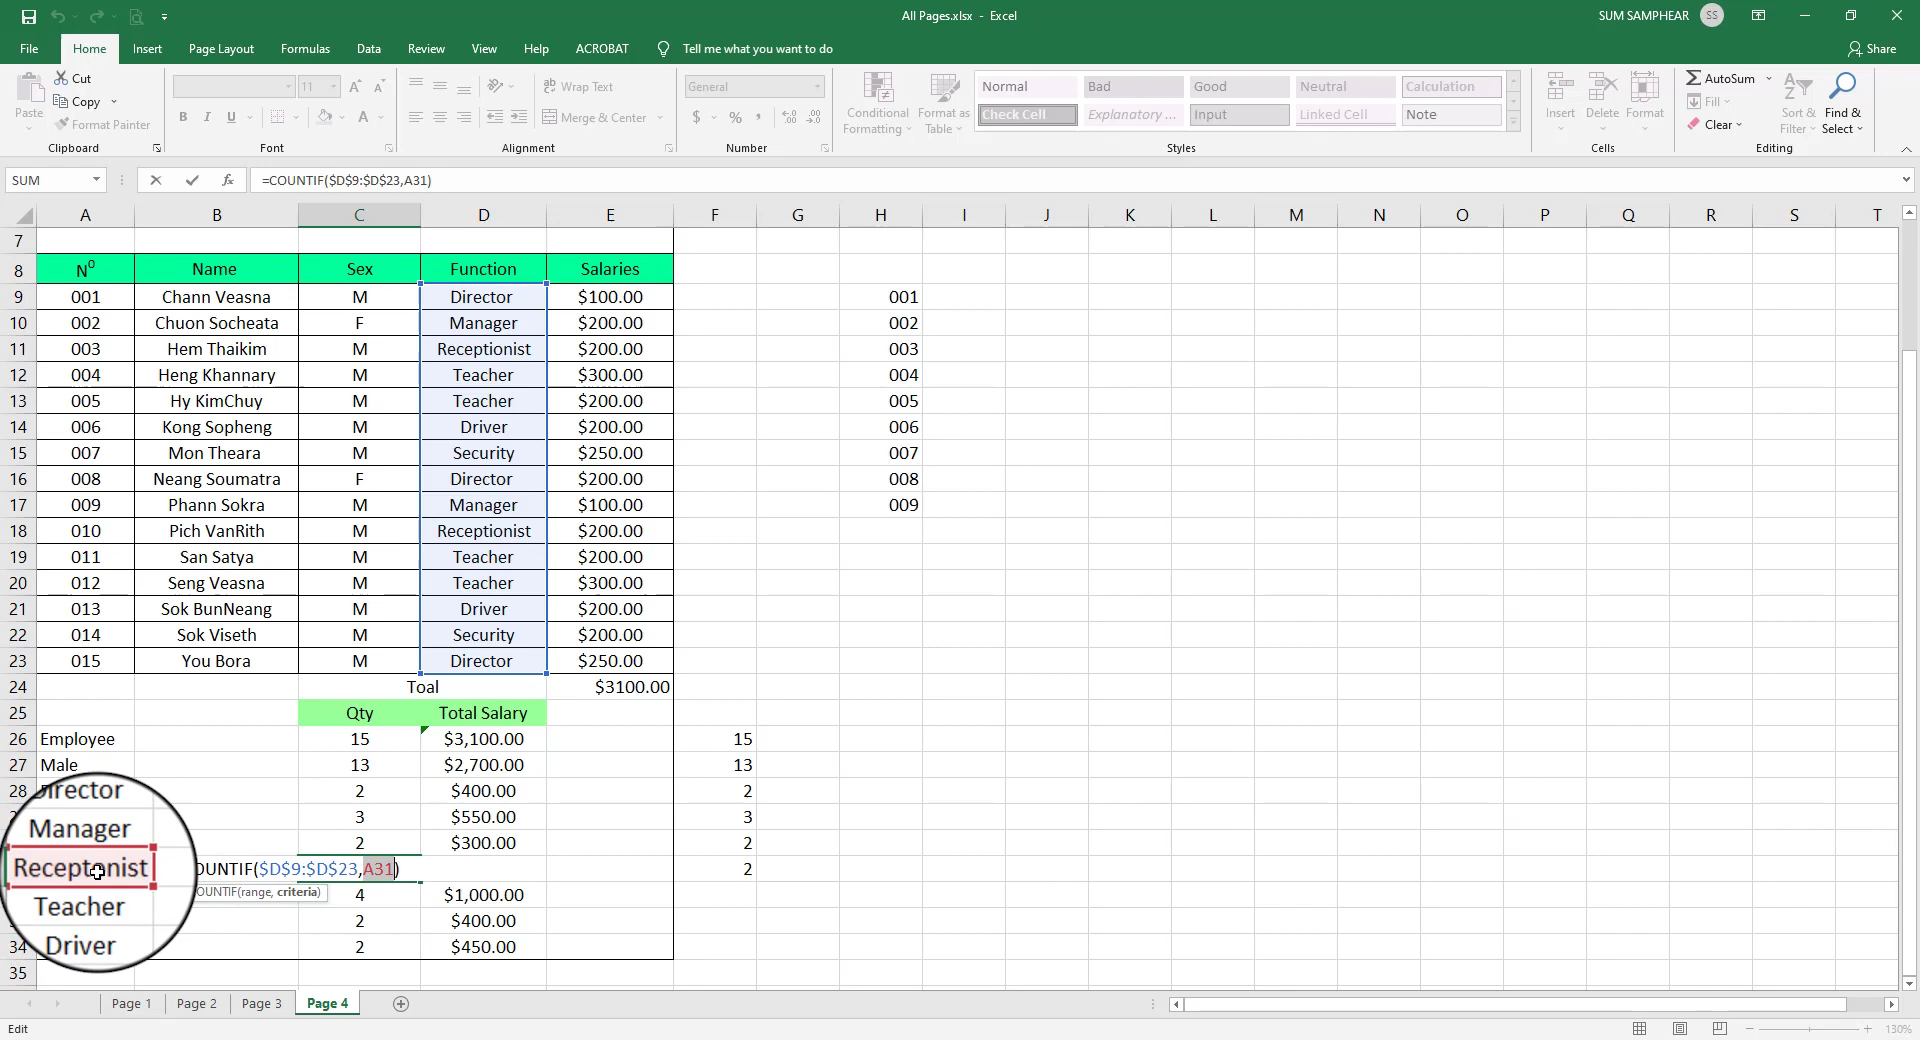 All Pages.xlsx - Excel
SUM SAMPHEAR SS
File Home Insert Page Layout Formulas Data Review View Help ACROBAT Tell me what you want to do Share
Cut
Copy
Format Painter
Paste
Clipboard
11
B I U A A A
Font
Wrap Text
Merge & Center
Alignment
General
$ % , .00
Number
Conditional Formatting
Format as Table
Normal Bad Good Neutral Calculation
Check Cell Explanatory ... Input Linked Cell Note
Styles
Insert Delete Format
Cells
AutoSum
Fill
Clear
Sort & Filter
Find & Select
Editing
SUM fx =COUNTIF($D$9:$D$23,A31)
A B C D E F G H I J K L M N O P Q R S T
7
8 N⁰ Name Sex Function Salaries
9 001 Chann Veasna M Director $100.00 001
10 002 Chuon Socheata F Manager $200.00 002
11 003 Hem Thaikim M Receptionist $200.00 003
12 004 Heng Khannary M Teacher $300.00 004
13 005 Hy KimChuy M Teacher $200.00 005
14 006 Kong Sopheng M Driver $200.00 006
15 007 Mon Theara M Security $250.00 007
16 008 Neang Soumatra F Director $200.00 008
17 009 Phann Sokra M Manager $100.00 009
18 010 Pich VanRith M Receptionist $200.00
19 011 San Satya M Teacher $200.00
20 012 Seng Veasna M Teacher $300.00
21 013 Sok BunNeang M Driver $200.00
22 014 Sok Viseth M Security $200.00
23 015 You Bora M Director $250.00
24 Toal $3100.00
25 Qty Total Salary
26 Employee 15 $3,100.00 15
27 Male 13 $2,700.00 13
28 Director 2 $400.00 2
3 $550.00 3
Manager 2 $300.00 2
Receptionist OUNTIF($D$9:$D$23,A31) 2
OUNTIF(range, criteria)
Teacher 4 $1,000.00
2 $400.00
34 Driver 2 $450.00
35
Page 1 Page 2 Page 3 Page 4
Edit 130%